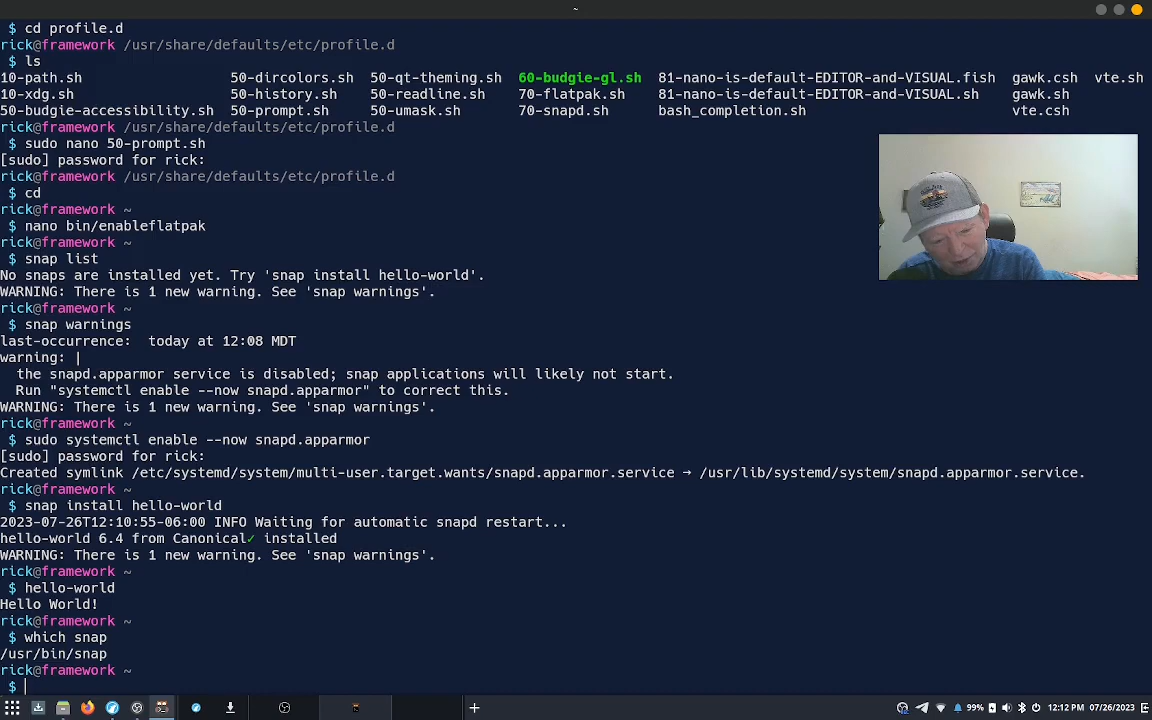 ~
$ cd profile.d
rick@framework /usr/share/defaults/etc/profile.d
$ ls
10-path.sh 50-dircolors.sh 50-qt-theming.sh 60-budgie-gl.sh 81-nano-is-default-EDITOR-and-VISUAL.fish gawk.csh vte.sh
10-xdg.sh 50-history.sh 50-readline.sh 70-flatpak.sh 81-nano-is-default-EDITOR-and-VISUAL.sh gawk.sh
50-budgie-accessibility.sh 50-prompt.sh 50-umask.sh 70-snapd.sh bash_completion.sh vte.csh
rick@framework /usr/share/defaults/etc/profile.d
$ sudo nano 50-prompt.sh
[sudo] password for rick:
rick@framework /usr/share/defaults/etc/profile.d
$ cd
rick@framework ~
$ nano bin/enableflatpak
rick@framework ~
$ snap list
No snaps are installed yet. Try 'snap install hello-world'.
WARNING: There is 1 new warning. See 'snap warnings'.
rick@framework ~
$ snap warnings
last-occurrence: today at 12:08 MDT
warning: |
the snapd.apparmor service is disabled; snap applications will likely not start.
Run "systemctl enable --now snapd.apparmor" to correct this.
WARNING: There is 1 new warning. See 'snap warnings'.
rick@framework ~
$ sudo systemctl enable --now snapd.apparmor
[sudo] password for rick:
Created symlink /etc/systemd/system/multi-user.target.wants/snapd.apparmor.service → /usr/lib/systemd/system/snapd.apparmor.service.
rick@framework ~
$ snap install hello-world
2023-07-26T12:10:55-06:00 INFO Waiting for automatic snapd restart...
hello-world 6.4 from Canonical✓ installed
WARNING: There is 1 new warning. See 'snap warnings'.
rick@framework ~
$ hello-world
Hello World!
rick@framework ~
$ which snap
/usr/bin/snap
rick@framework ~
$
99% 12:12 PM 07/26/2023